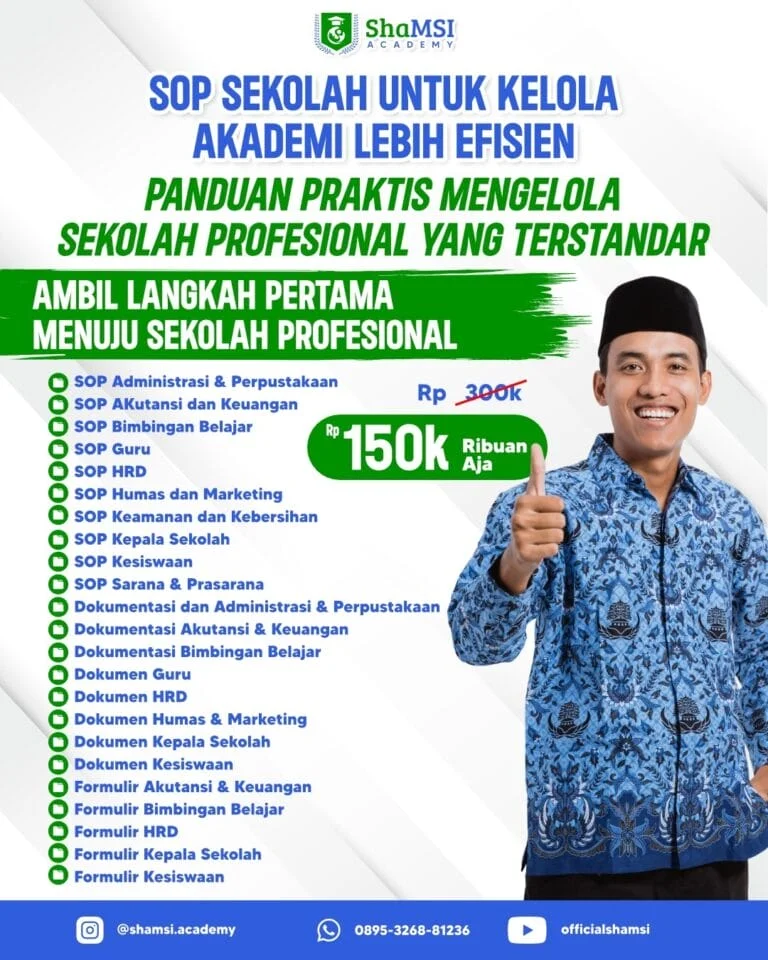 ShaMSI
ACADEMY
SOP SEKOLAH UNTUK KELOLA
AKADEMI LEBIH EFISIEN
PANDUAN PRAKTIS MENGELOLA
SEKOLAH PROFESIONAL YANG TERSTANDAR
AMBIL LANGKAH PERTAMA
MENUJU SEKOLAH PROFESIONAL
SOP Administrasi & Perpustakaan
SOP AKutansi dan Keuangan
SOP Bimbingan Belajar
SOP Guru
SOP HRD
SOP Humas dan Marketing
SOP Keamanan dan Kebersihan
SOP Kepala Sekolah
SOP Kesiswaan
SOP Sarana & Prasarana
Dokumentasi dan Administrasi & Perpustakaan
Dokumentasi Akutansi & Keuangan
Dokumentasi Bimbingan Belajar
Dokumen Guru
Dokumen HRD
Dokumen Humas & Marketing
Dokumen Kepala Sekolah
Dokumen Kesiswaan
Formulir Akutansi & Keuangan
Formulir Bimbingan Belajar
Formulir HRD
Formulir Kepala Sekolah
Formulir Kesiswaan
Rp 300k
Rp 150k Ribuan
Aja
@shamsi.academy
0895-3268-81236
officialshamsi